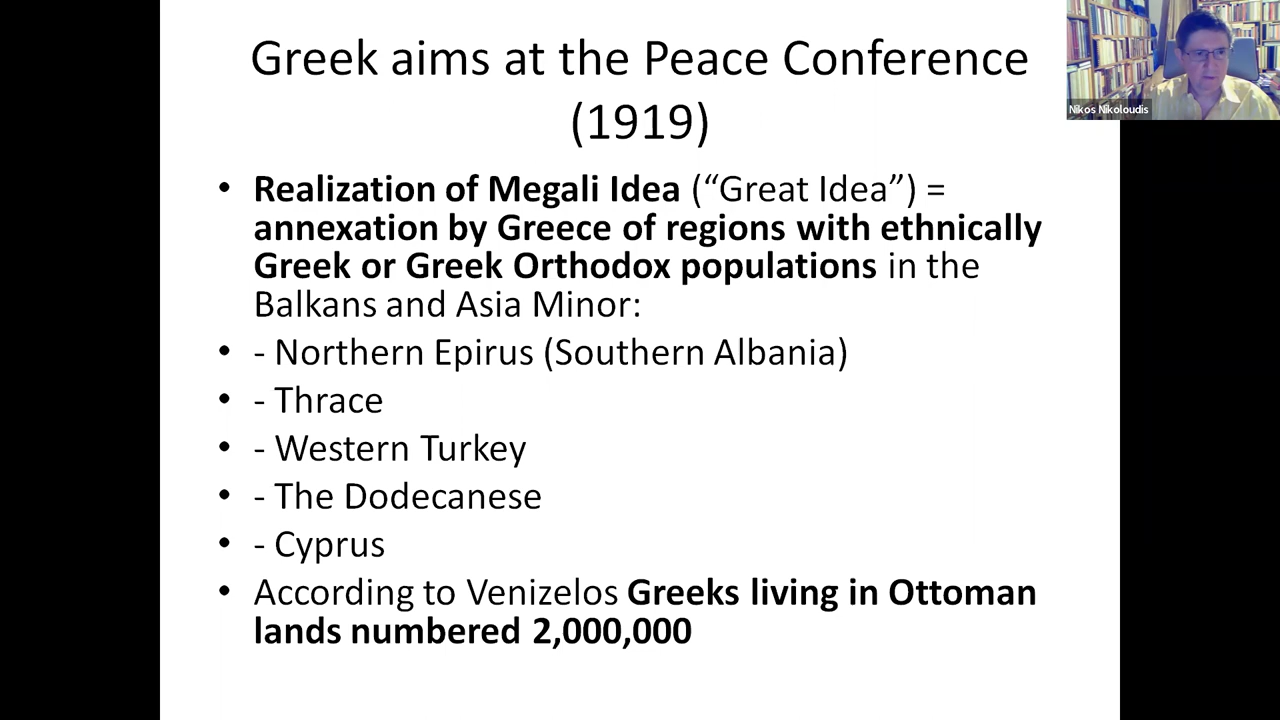 Greek aims at the Peace Conference
(1919)
Nikos Nikoloudis
• Realization of Megali Idea (“Great Idea”) =
annexation by Greece of regions with ethnically
Greek or Greek Orthodox populations in the
Balkans and Asia Minor:
• - Northern Epirus (Southern Albania)
• - Thrace
• - Western Turkey
• - The Dodecanese
• - Cyprus
• According to Venizelos Greeks living in Ottoman
lands numbered 2,000,000